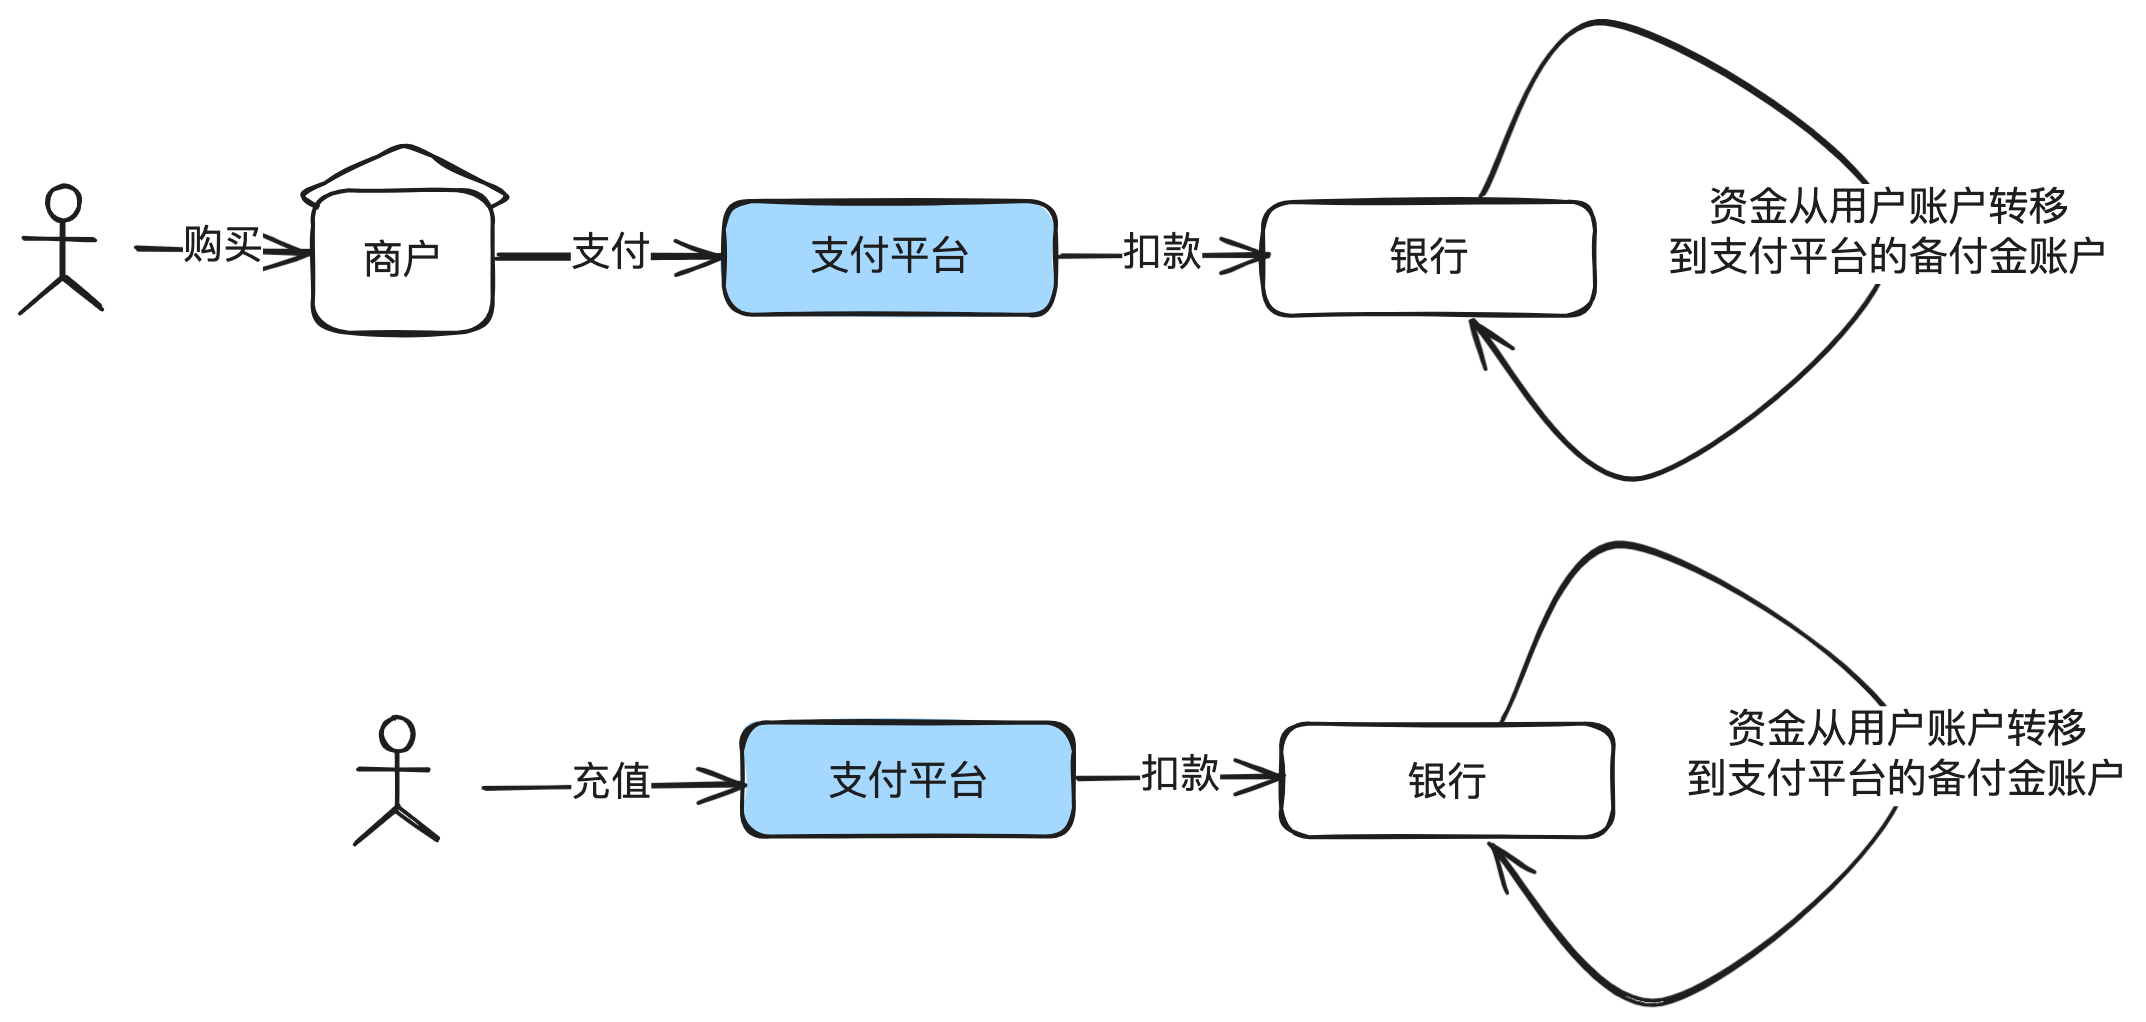 购买
商户
支付
支付平台
扣款
银行
资金从用户账户转移
到支付平台的备付金账户
充值
支付平台
扣款
银行
资金从用户账户转移
到支付平台的备付金账户